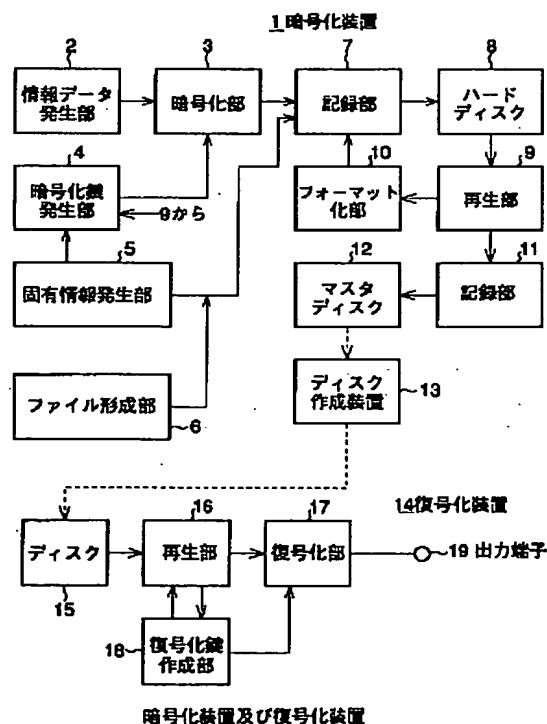 1暗号化装置
2
3
7
8
情報データ
発生部
暗号化部
記録部
ハード
ディスク
4
10
9
暗号化鍵
発生部
9から
フォーマット
化部
再生部
5
12
11
固有情報発生部
マスタ
ディスク
記録部
ファイル形成部
6
ディスク
作成装置
13
16
17
14復号化装置
ディスク
再生部
復号化部
19 出力端子
15
18
復号化鍵
作成部
暗号化装置及び復号化装置